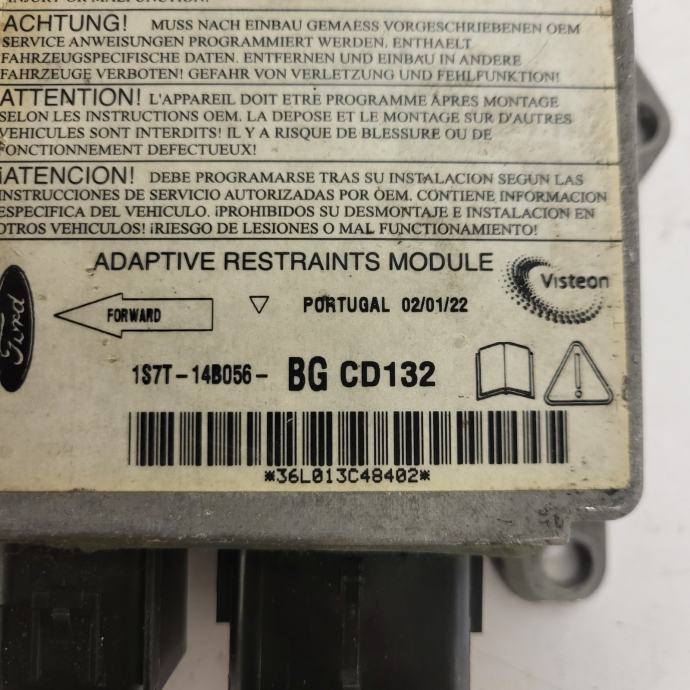 INJURY OR MALFUNCTION!
ACHTUNG! MUSS NACH EINBAU GEMAESS VORGESCHRIEBENEN OEM
SERVICE ANWEISUNGEN PROGRAMMIERT WERDEN, ENTHAELT
FAHRZEUGSPEZIFISCHE DATEN. ENTFERNEN UND EINBAU IN ANDERE
FAHRZEUGE VERBOTEN! GEFAHR VON VERLETZUNG UND FEHLFUNKTION!
ATTENTION! L'APPAREIL DOIT ETRE PROGRAMME APRES MONTAGE
SELON LES INSTRUCTIONS OEM. LA DEPOSE ET LE MONTAGE SUR D'AUTRES
VEHICULES SONT INTERDITS! IL Y A RISQUE DE BLESSURE OU DE
FONCTIONNEMENT DEFECTUEUX!
¡ATENCION! DEBE PROGRAMARSE TRAS SU INSTALACION SEGUN LAS
INSTRUCCIONES DE SERVICIO AUTORIZADAS POR OEM. CONTIENE INFORMACION
ESPECIFICA DEL VEHICULO. ¡PROHIBIDOS SU DESMONTAJE E INSTALACION EN
OTROS VEHICULOS! ¡RIESGO DE LESIONES O MAL FUNCTIONAMIENTO!
ADAPTIVE RESTRAINTS MODULE
Visteon
Ford
FORWARD
PORTUGAL 02/01/22
1S7T-14B056- BG CD132
*36L013C48402*